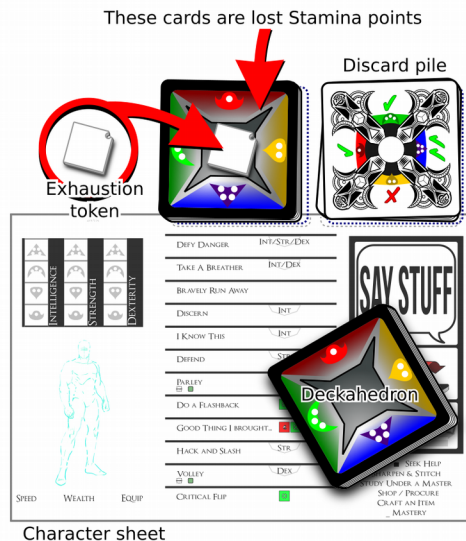 These cards are lost Stamina points
Discard pile
Exhaustion
token
INTELLIGENCE
STRENGTH
DEXTERITY
DEFY DANGER INT/STR/DEX
TAKE A BREATHER INT/DEX
BRAVELY RUN AWAY
DISCERN INT
I KNOW THIS INT
DEFEND STR
PARLEY
DO A FLASHBACK
GOOD THING I BROUGHT...
HACK AND SLASH STR
VOLLEY DEX
CRITICAL FLIP
SAY STUFF
Deckahedron
SEEK HELP
& STITCH
UNDER A MASTER
SHOP / PROCURE
CRAFT AN ITEM
_ MASTERY
SPEED WEALTH EQUIP
Character sheet